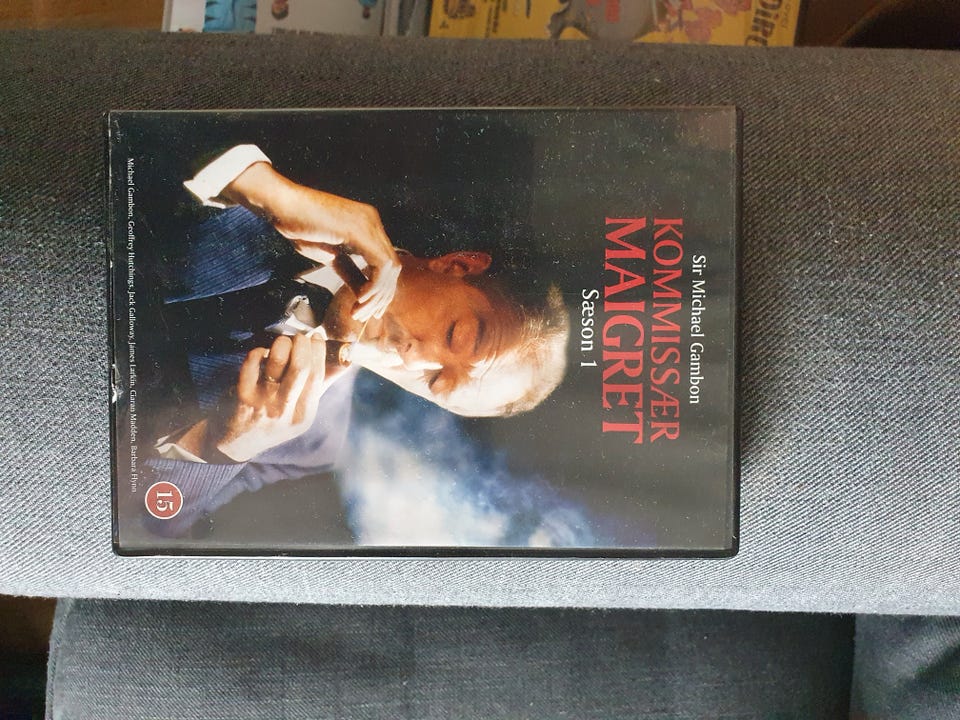 Sir Michael Gambon
KOMMISSÆR
MAIGRET
Sæson 1
15
Michael Gambon, Geoffrey Hutchings, Jack Galloway, James Larkin, Ciaran Madden, Barbara Flynn